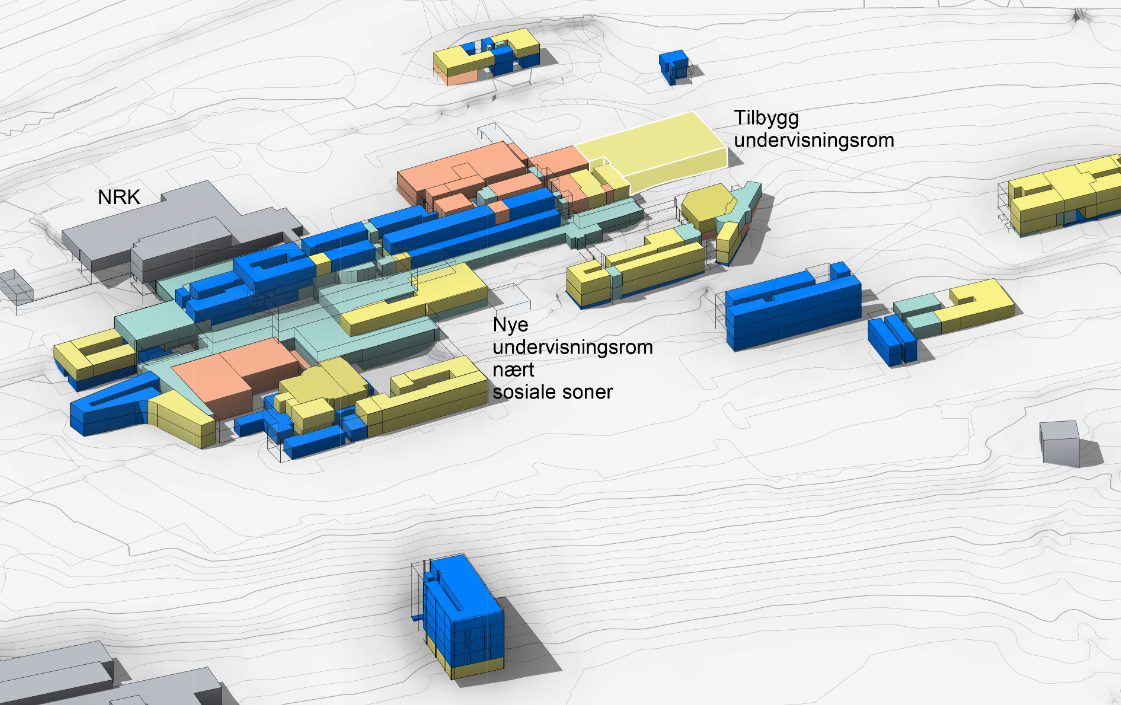 Tilbygg
undervisningsrom
NRK
Nye
undervisningsrom
nært
sosiale soner